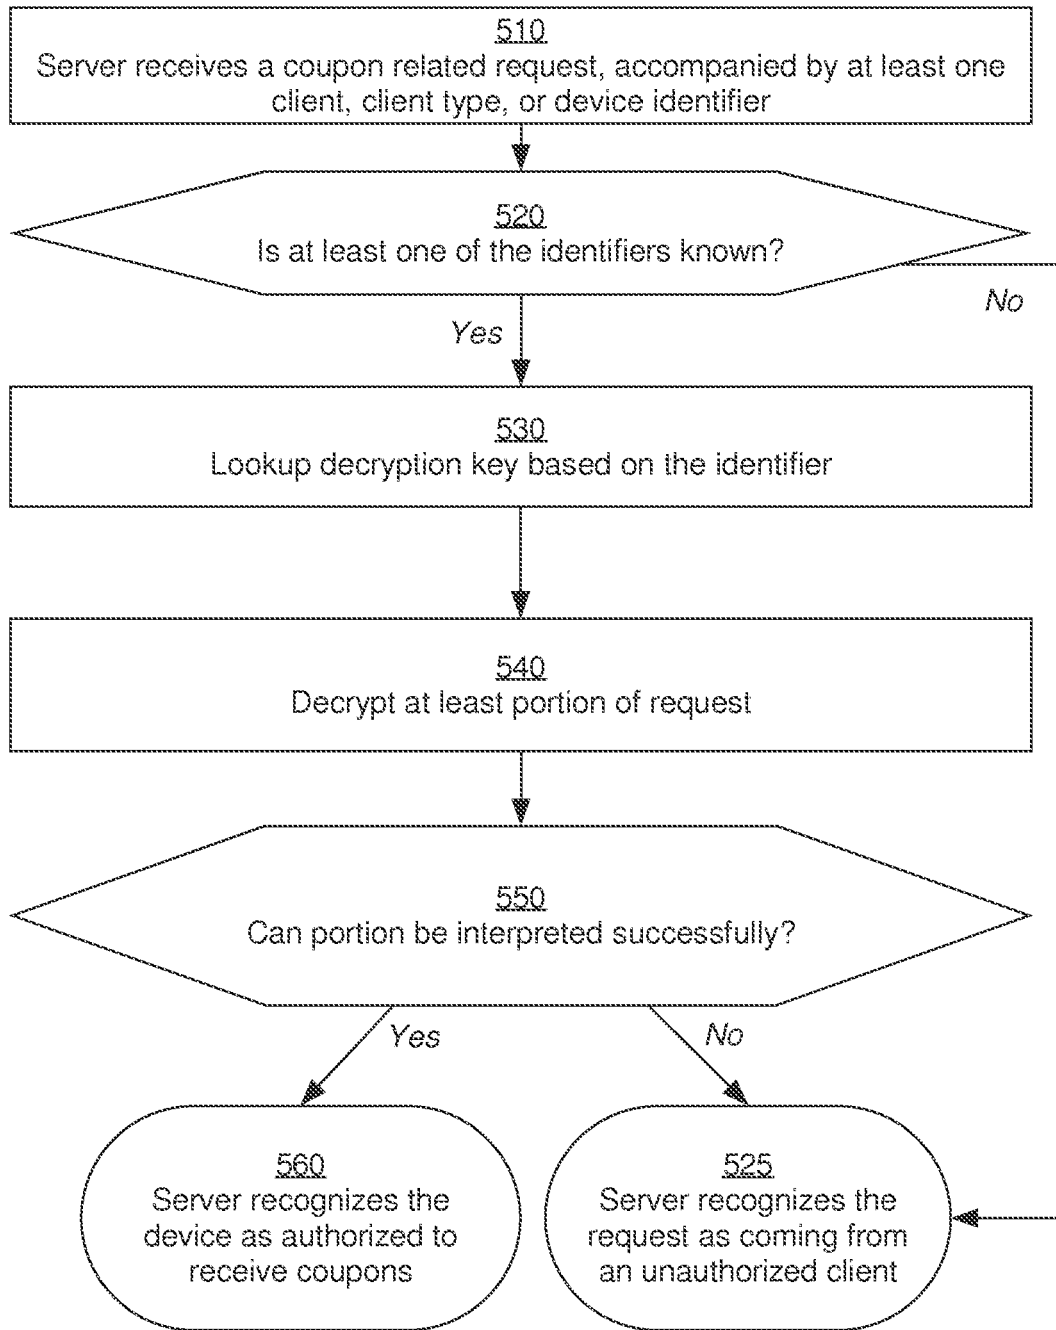 510
Server receives a coupon related request, accompanied by at least one
client, client type, or device identifier
520
Is at least one of the identifiers known?
No
Yes
530
Lookup decryption key based on the identifier
540
Decrypt at least portion of request
550
Can portion be interpreted successfully?
Yes
No
560
Server recognizes the
device as authorized to
receive coupons
525
Server recognizes the
request as coming from
an unauthorized client